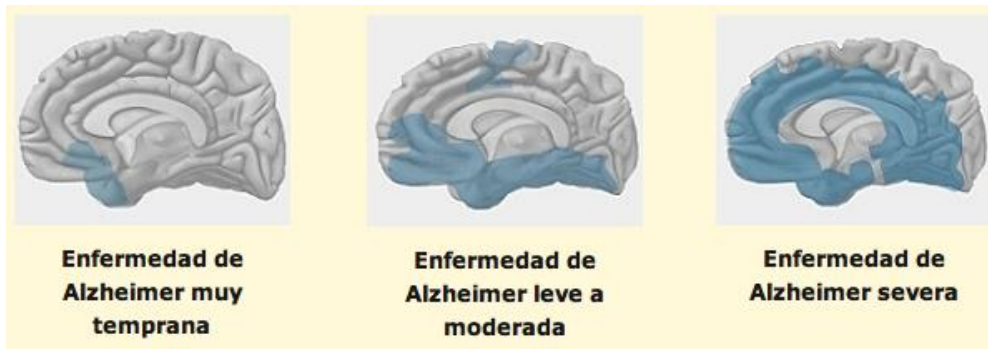 Enfermedad de
Alzheimer muy
temprana
Enfermedad de
Alzheimer leve a
moderada
Enfermedad de
Alzheimer severa